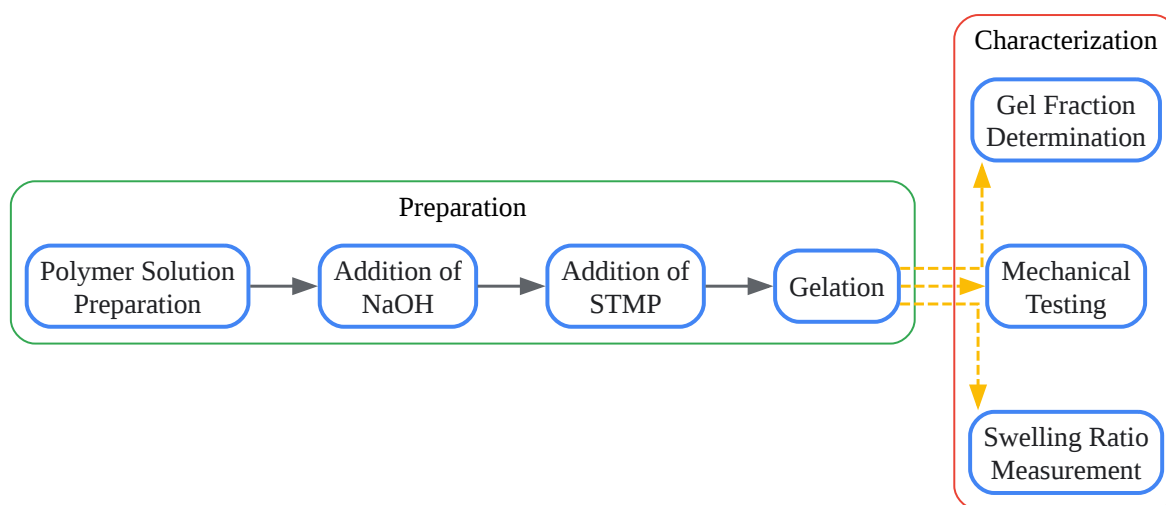 Preparation
Polymer Solution
Preparation
Addition of
NaOH
Addition of
STMP
Gelation
Characterization
Gel Fraction
Determination
Mechanical
Testing
Swelling Ratio
Measurement